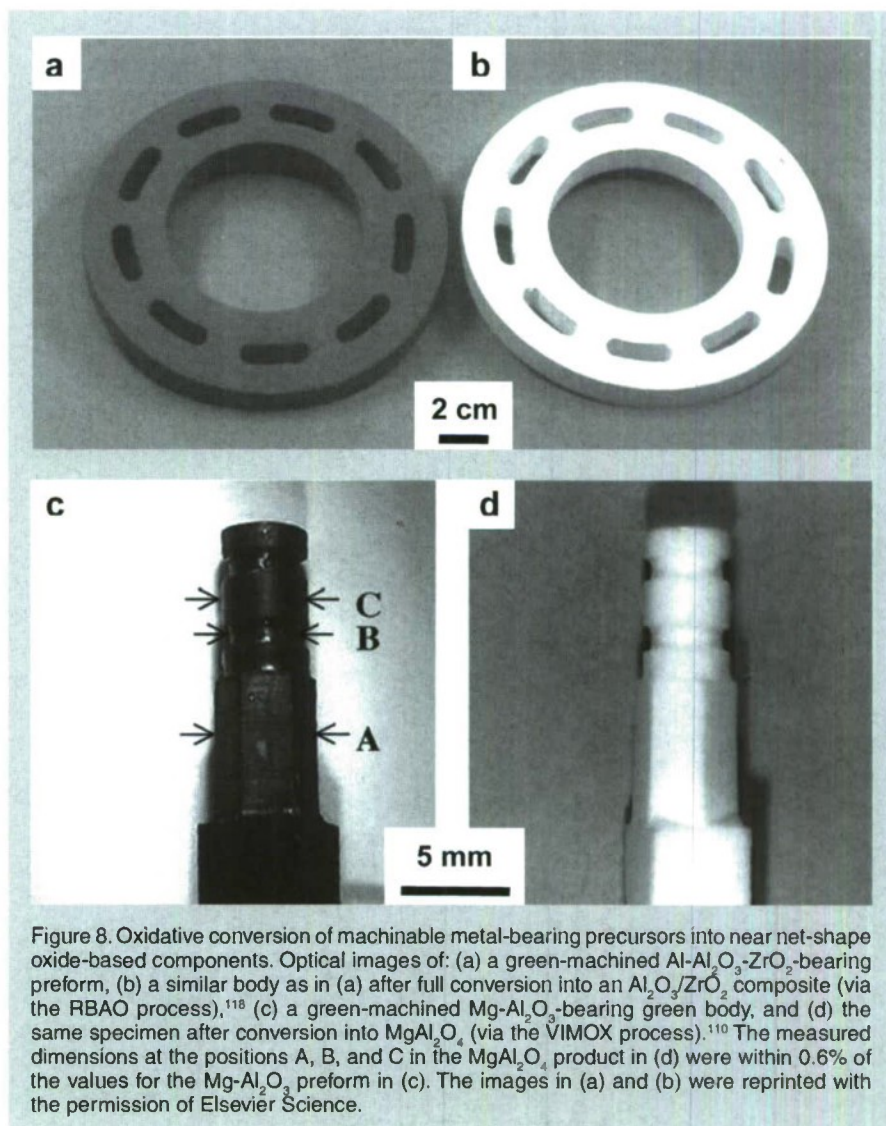 a
b
2 cm
c
d
C
B
A
5 mm
Figure 8. Oxidative conversion of machinable metal-bearing precursors into near net-shape
oxide-based components. Optical images of: (a) a green-machined Al-Al₂O₃-ZrO₂-bearing
preform, (b) a similar body as in (a) after full conversion into an Al₂O₃/ZrO₂ composite (via
the RBAO process),¹¹⁸ (c) a green-machined Mg-Al₂O₃-bearing green body, and (d) the
same specimen after conversion into MgAl₂O₄ (via the VIMOX process).¹¹⁰ The measured
dimensions at the positions A, B, and C in the MgAl₂O₄ product in (d) were within 0.6% of
the values for the Mg-Al₂O₃ preform in (c). The images in (a) and (b) were reprinted with
the permission of Elsevier Science.